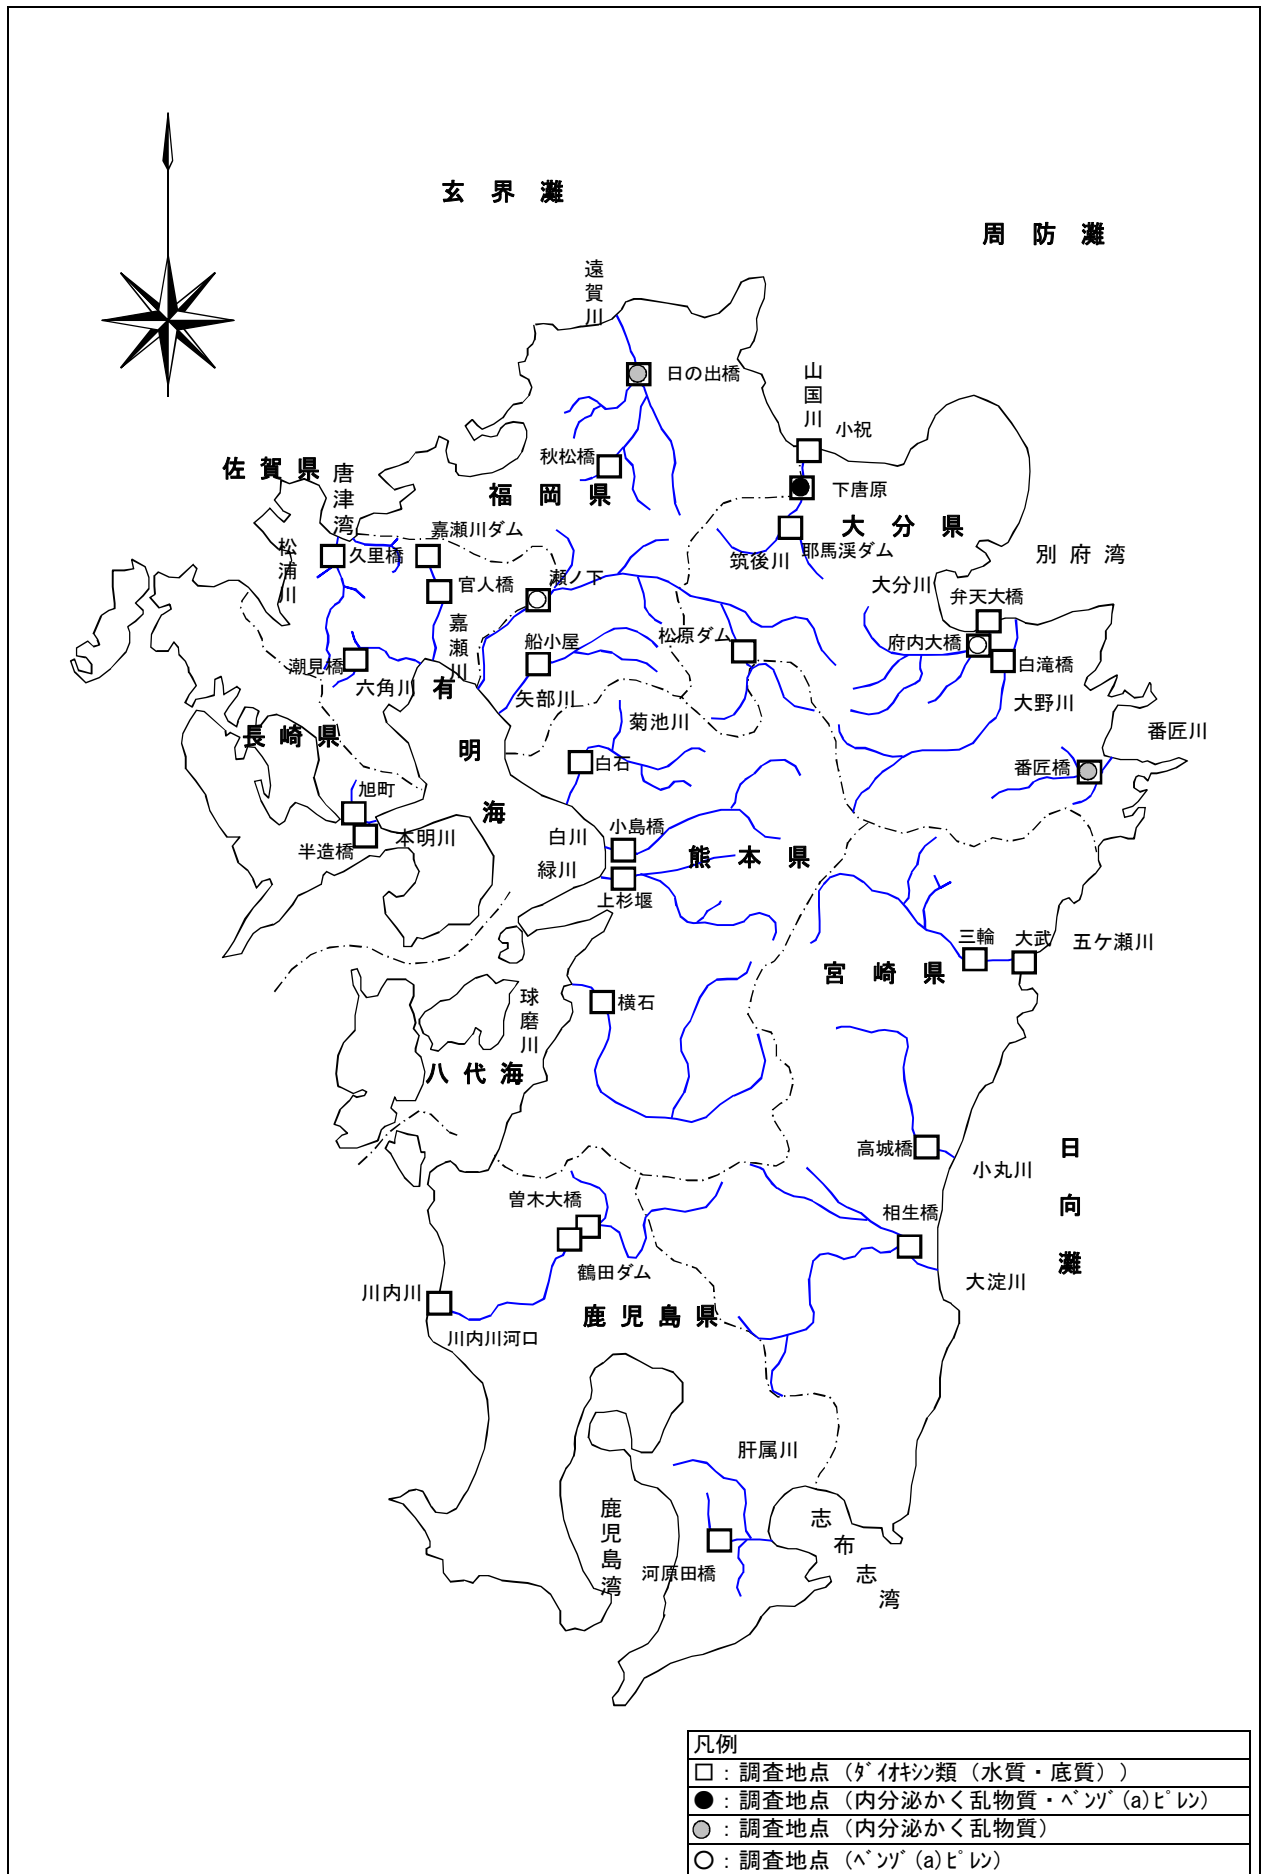 玄界灘
周防灘
遠賀川
日の出橋
山国川
小祝
秋松橋
佐賀県
唐津湾
福岡県
下唐原
大分県
嘉瀬川ダム
松浦川
久里橋
筑後川
耶馬渓ダム
別府湾
官人橋
瀬ノ下
大分川
弁天大橋
嘉瀬川
船小屋
松原ダム
府内大橋
白滝橋
潮見橋
六角川
有明海
矢部川
大野川
菊池川
番匠川
長崎県
白石
番匠橋
旭町
半造橋
本明川
白川
小島橋
熊本県
緑川
上杉堰
三輪
大武
五ケ瀬川
宮崎県
球磨川
横石
八代海
高城橋
小丸川
日向灘
曽木大橋
相生橋
鶴田ダム
大淀川
川内川
鹿児島県
川内川河口
肝属川
鹿児島湾
志布志湾
河原田橋
凡例
□：調査地点（ﾀﾞｲｵｷｼﾝ類（水質・底質））
●：調査地点（内分泌かく乱物質・ﾍﾞﾝｿﾞ(a)ﾋﾟﾚﾝ）
：調査地点（内分泌かく乱物質）
○：調査地点（ﾍﾞﾝｿﾞ(a)ﾋﾟﾚﾝ）